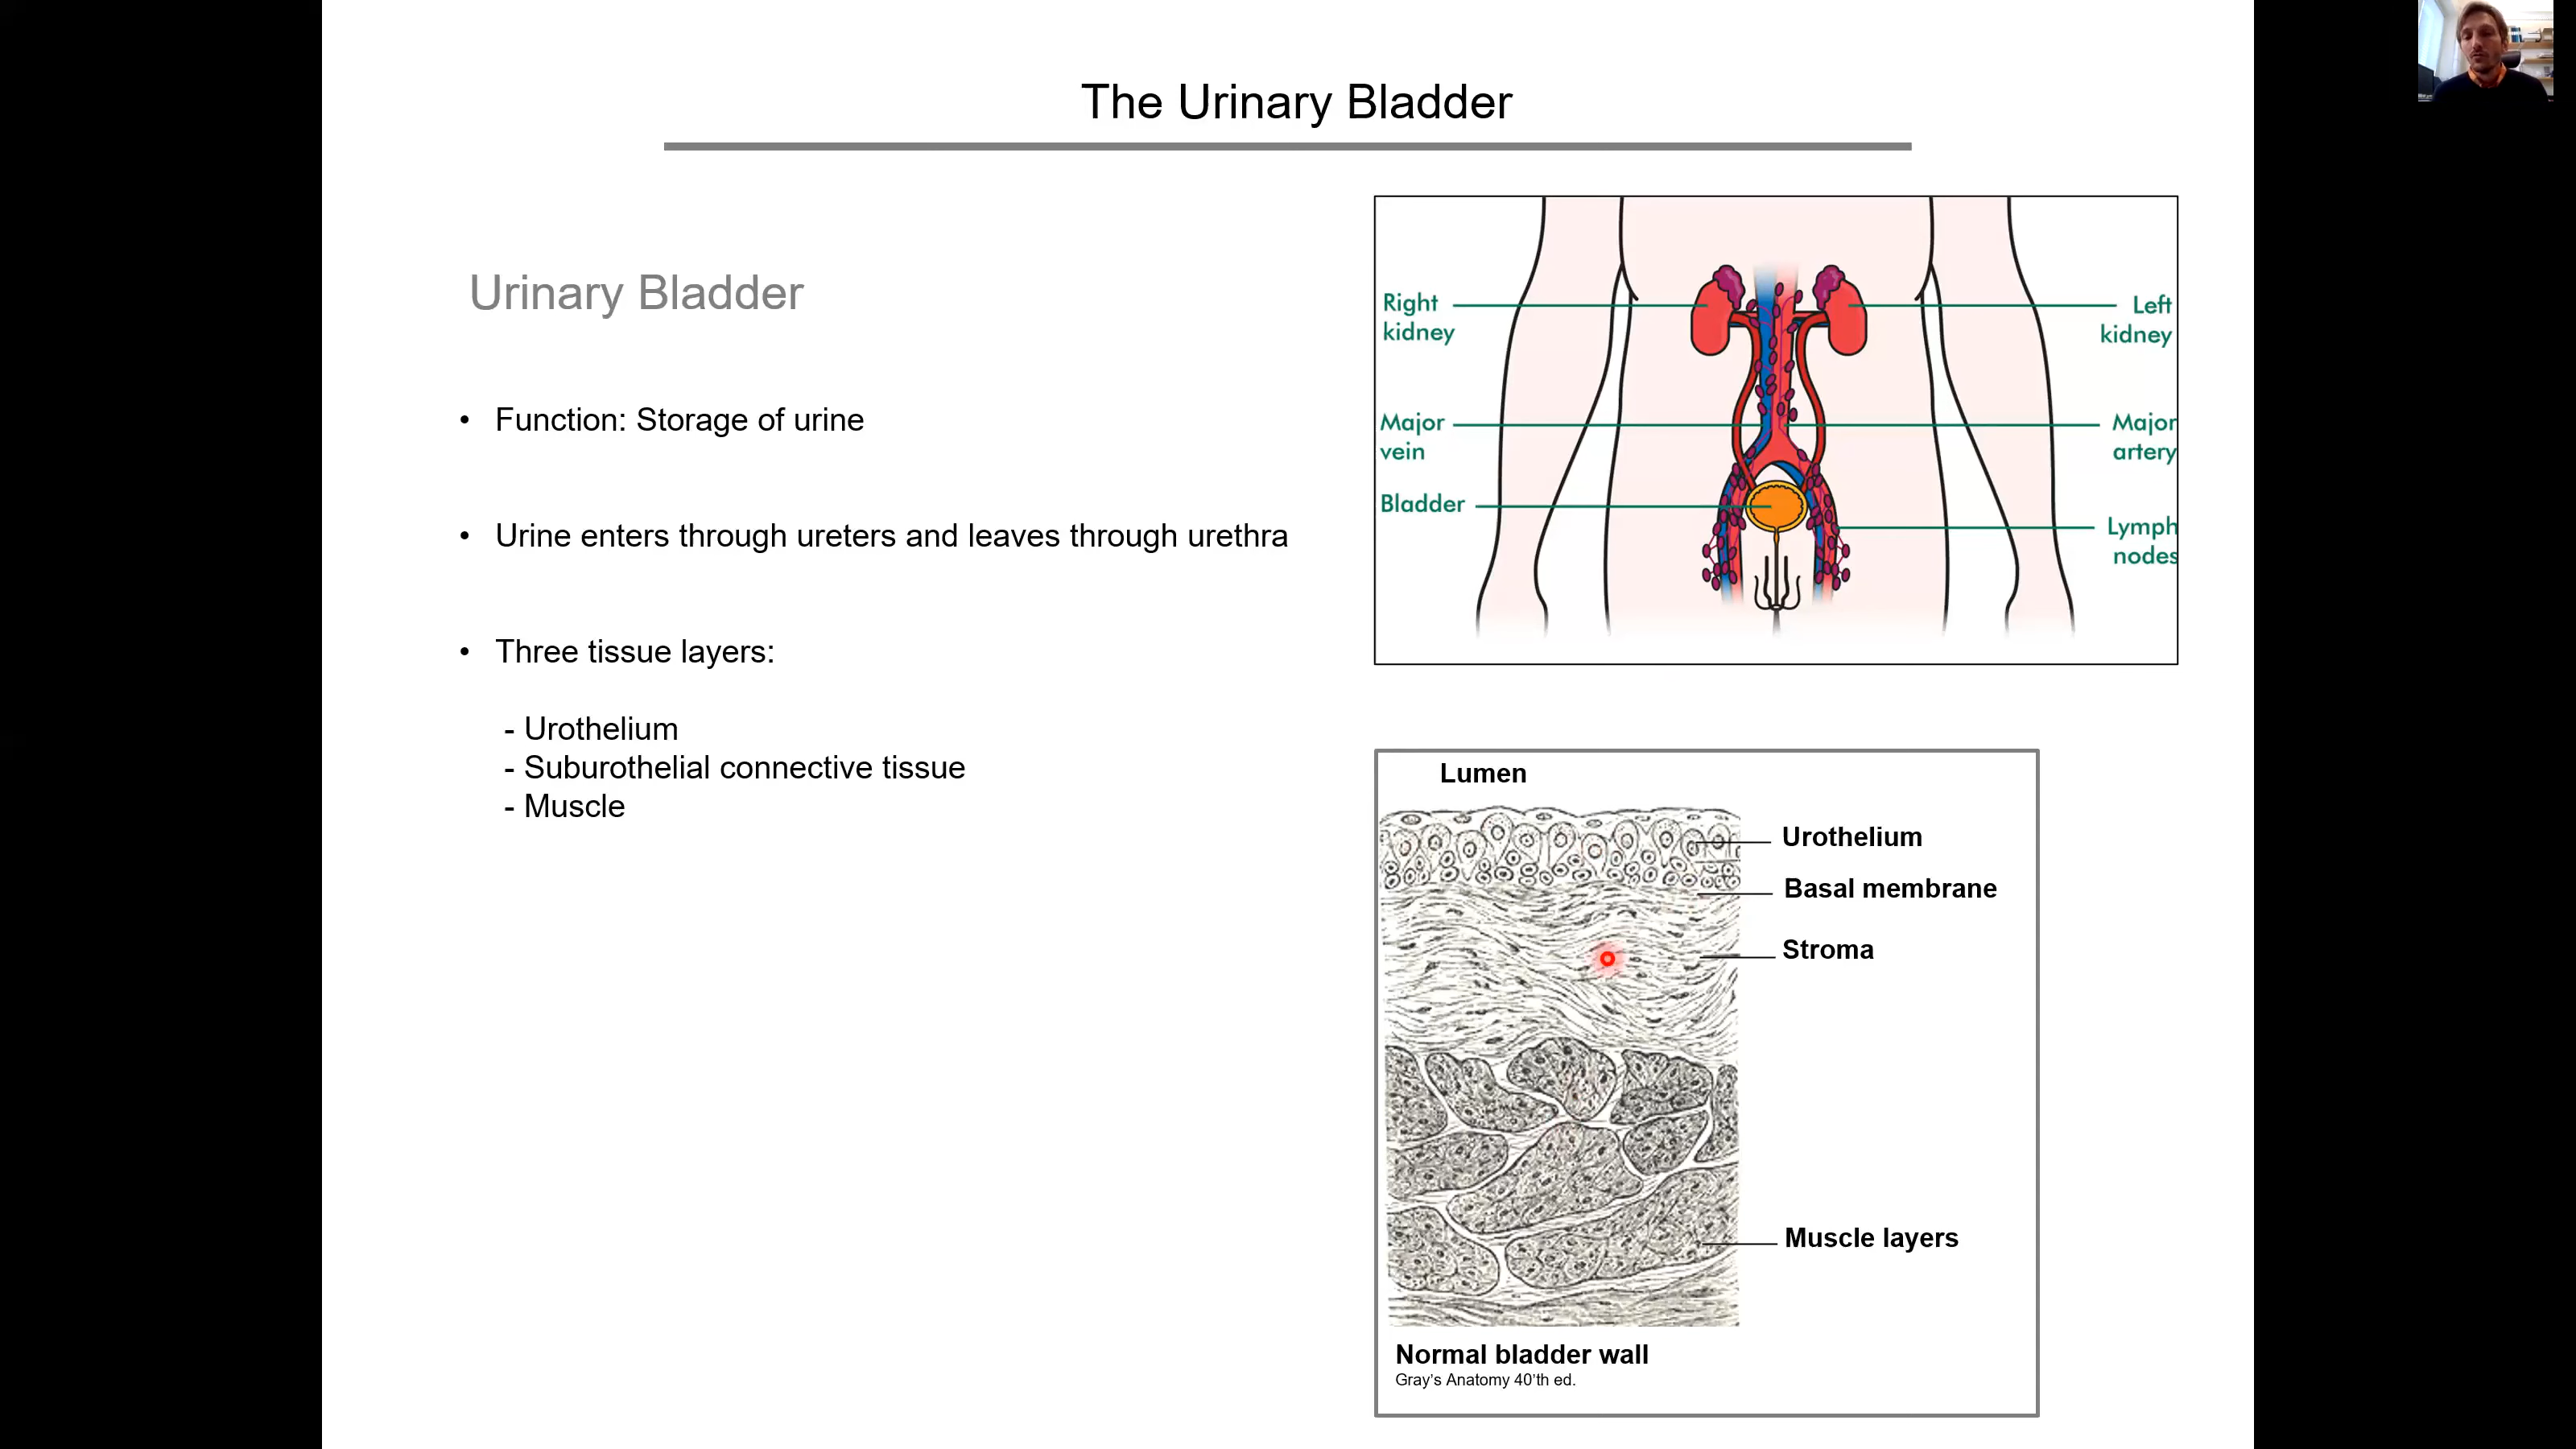 The Urinary Bladder
Urinary Bladder
• Function: Storage of urine
• Urine enters through ureters and leaves through urethra
• Three tissue layers:
- Urothelium
- Suburothelial connective tissue
- Muscle
Right
kidney
Left
kidney
Major
vein
Major
artery
Bladder
Lymph
nodes
Lumen
Urothelium
Basal membrane
Stroma
Muscle layers
Normal bladder wall
Gray's Anatomy 40'th ed.